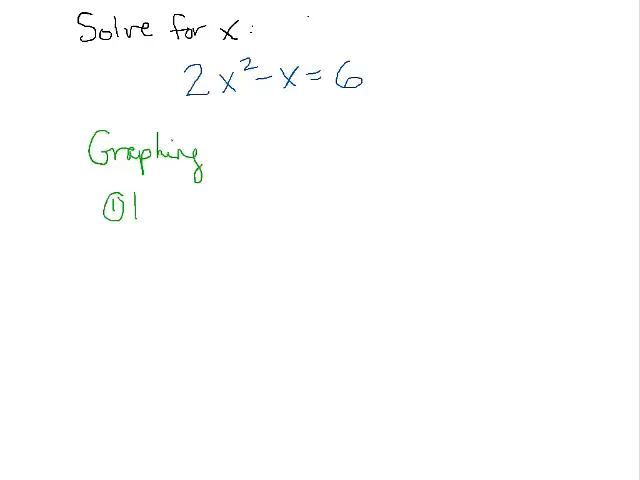 Solve for x:
2x² - x = 6
Graphing
①